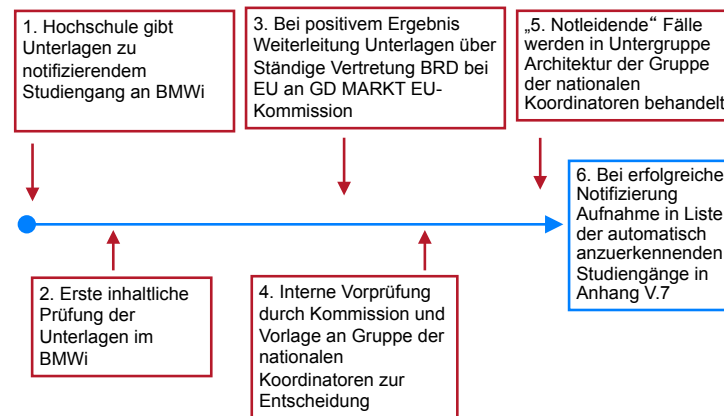 1. Hochschule gibt
Unterlagen zu
notifizierendem
Studiengang an BMWi
3. Bei positivem Ergebnis
Weiterleitung Unterlagen über
Ständige Vertretung BRD bei
EU an GD MARKT EU-
Kommission
„5. Notleidende“ Fälle
werden in Untergruppe
Architektur der Gruppe
der nationalen
Koordinatoren behandelt
2. Erste inhaltliche
Prüfung der
Unterlagen im
BMWi
4. Interne Vorprüfung
durch Kommission und
Vorlage an Gruppe der
nationalen
Koordinatoren zur
Entscheidung
6. Bei erfolgreiche
Notifizierung
Aufnahme in Liste
der automatisch
anzuerkennenden
Studiengänge in
Anhang V.7